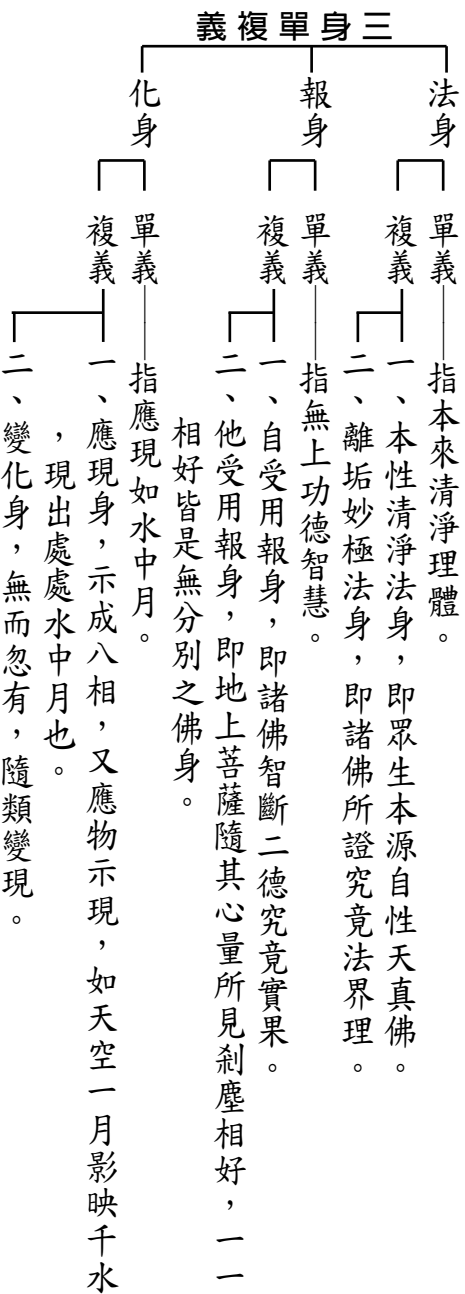 三身單複義
法身
單義——指本來清淨理體。
複義
一、本性清淨法身，即眾生本源自性天真佛。
二、離垢妙極法身，即諸佛所證究竟法界理。
報身
單義——指無上功德智慧。
複義
一、自受用報身，即諸佛智斷二德究竟實果。
二、他受用報身，即地上菩薩隨其心量所見剎塵相好，一一
相好皆是無分別之佛身。
化身
單義——指應現如水中月。
複義
一、應現身，示成八相，又應物示現，如天空一月影映千水
，現出處處水中月也。
二、變化身，無而忽有，隨類變現。